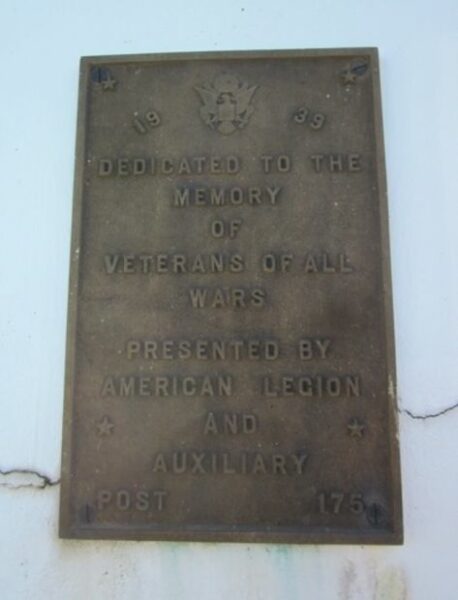 19 39
DEDICATED TO THE
MEMORY
OF
VETERANS OF ALL
WARS
PRESENTED BY
AMERICAN LEGION
AND
AUXILIARY
POST 175